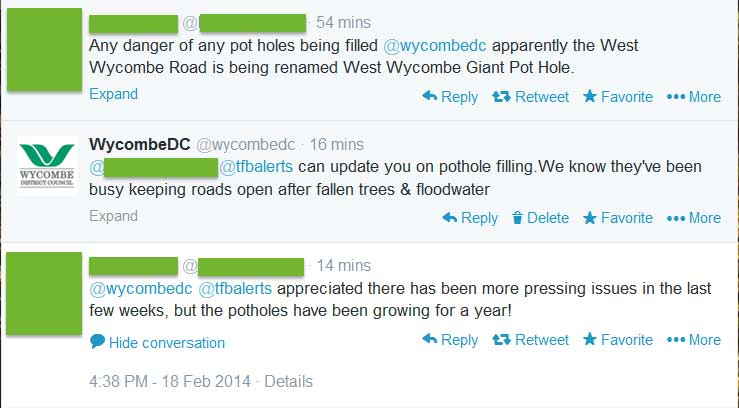 @ · 54 mins
Any danger of any pot holes being filled @wycombedc apparently the West
Wycombe Road is being renamed West Wycombe Giant Pot Hole.
Expand Reply Retweet Favorite More
WYCOMBE
DISTRICT COUNCIL
WycombeDC @wycombedc · 16 mins
@ @tfbalerts can update you on pothole filling.We know they've been
busy keeping roads open after fallen trees & floodwater
Expand Reply Delete Favorite More
@ · 14 mins
@wycombedc @tfbalerts appreciated there has been more pressing issues in the last
few weeks, but the potholes have been growing for a year!
Hide conversation Reply Retweet Favorite More
4:38 PM - 18 Feb 2014 · Details